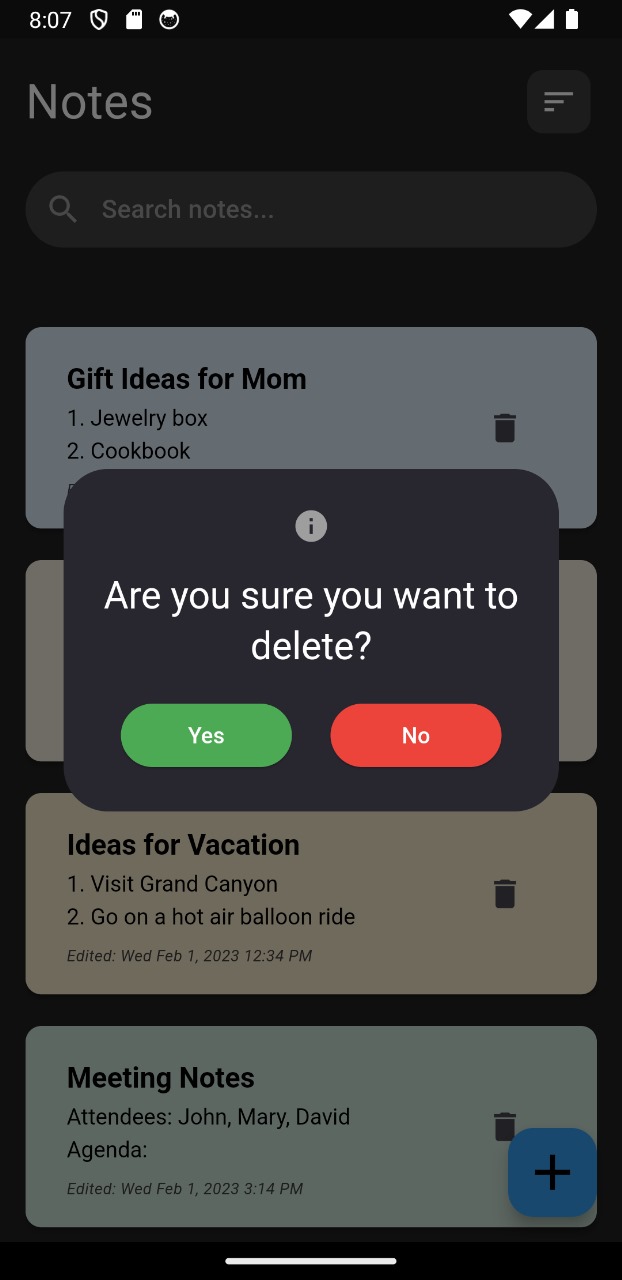 8:07
Notes
Search notes...
Gift Ideas for Mom
1. Jewelry box
2. Cookbook
Are you sure you want to
delete?
Yes
No
Ideas for Vacation
1. Visit Grand Canyon
2. Go on a hot air balloon ride
Edited: Wed Feb 1, 2023 12:34 PM
Meeting Notes
Attendees: John, Mary, David
Agenda:
Edited: Wed Feb 1, 2023 3:14 PM